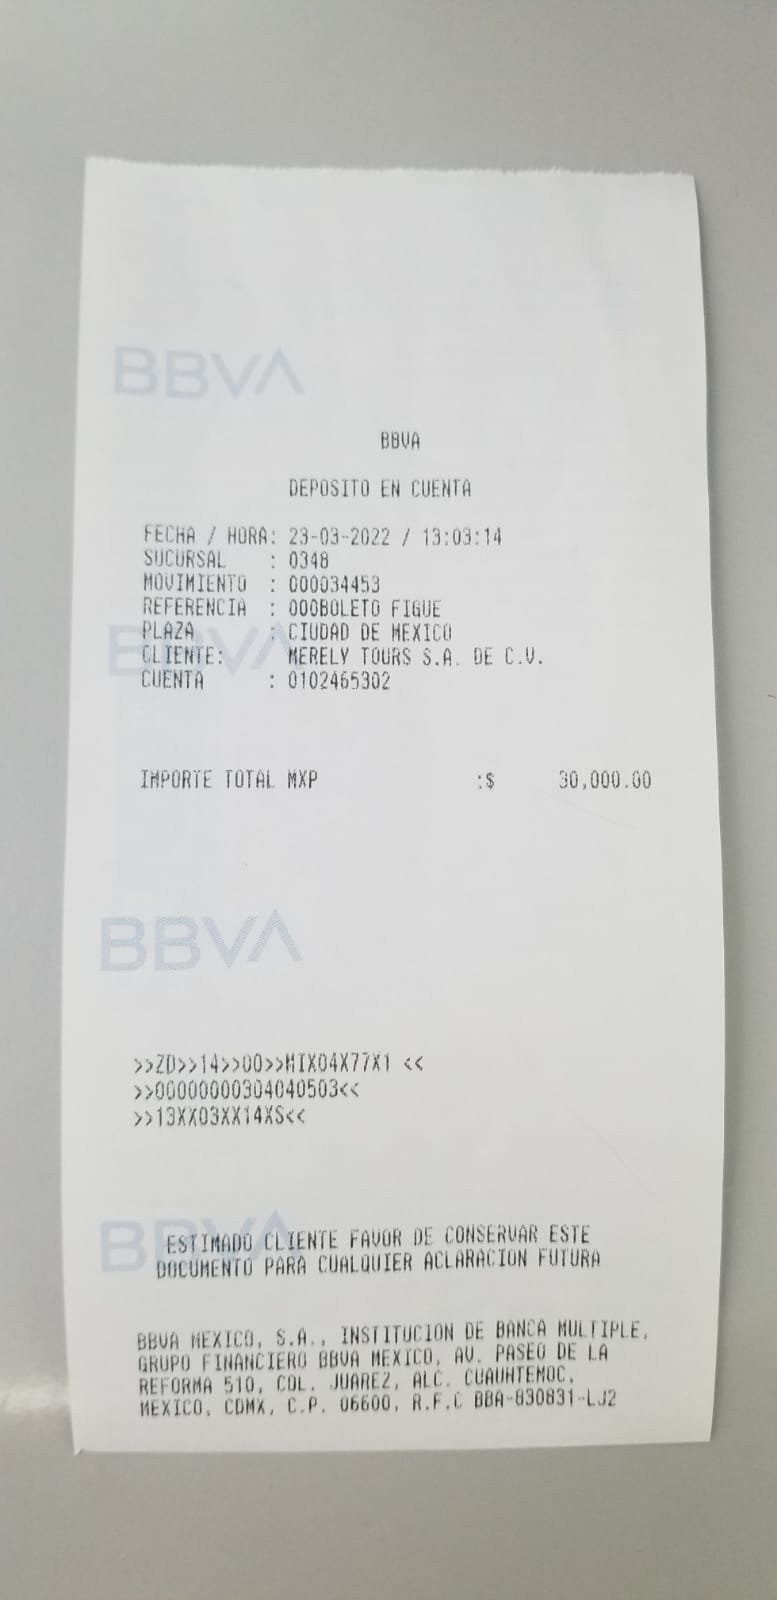 BBVA
BBVA
DEPOSITO EN CUENTA
FECHA / HORA: 23-03-2022 / 13:03:14
SUCURSAL : 0348
MOVIMIENTO : 000034453
REFERENCIA : 000BOLETO FIGUE
PLAZA : CIUDAD DE MEXICO
BBVA
CLIENTE: MERELY TOURS S.A. DE C.V.
CUENTA : 0102465302
IMPORTE TOTAL MXP :$ 30,000.00
BBVA
>>ZD>>14>>00>>MIX04X77X1 <<
>>00000000304040503<<
>>13XX03XX14XS<<
BBVA
ESTIMADO CLIENTE FAVOR DE CONSERVAR ESTE
DOCUMENTO PARA CUALQUIER ACLARACION FUTURA
BBVA MEXICO, S.A., INSTITUCION DE BANCA MULTIPLE,
GRUPO FINANCIERO BBVA MEXICO, AV. PASEO DE LA
REFORMA 510, COL. JUAREZ, ALC. CUAUHTEMOC,
MEXICO, CDMX, C.P. 06600, R.F.C BBA-830831-LJ2